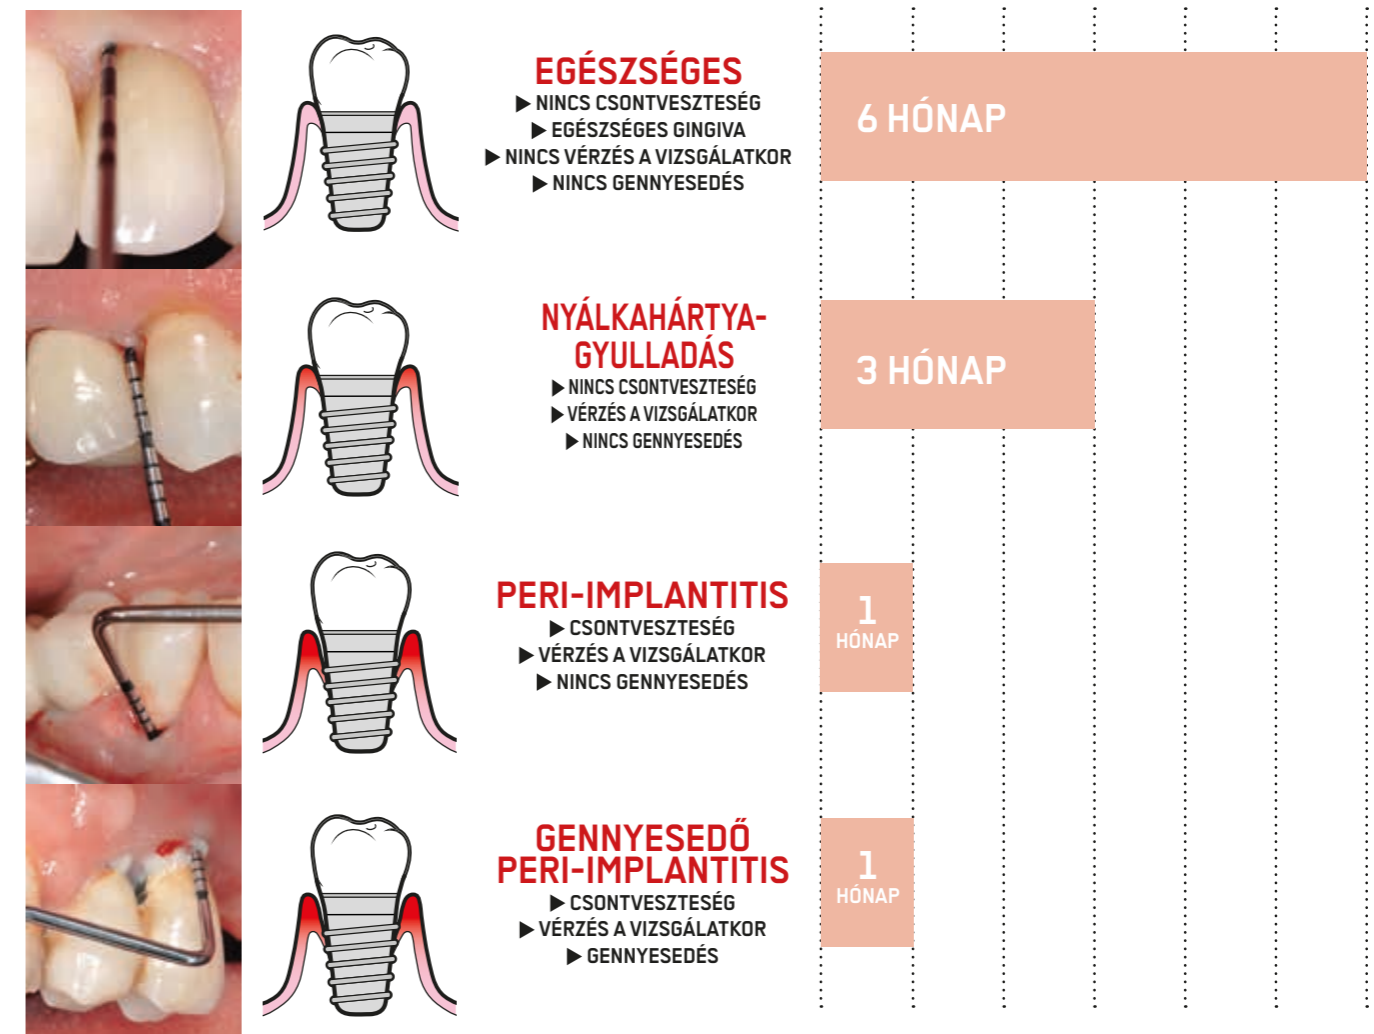 EGÉSZSÉGES
▶ NINCS CSONTVESZTESÉG
▶ EGÉSZSÉGES GINGIVA
▶ NINCS VÉRZÉS A VIZSGÁLATKOR
▶ NINCS GENNYESEDÉS
6 HÓNAP
NYÁLKAHÁRTYA-
GYULLADÁS
▶ NINCS CSONTVESZTESÉG
▶ VÉRZÉS A VIZSGÁLATKOR
▶ NINCS GENNYESEDÉS
3 HÓNAP
PERI-IMPLANTITIS
▶ CSONTVESZTESÉG
▶ VÉRZÉS A VIZSGÁLATKOR
▶ NINCS GENNYESEDÉS
1
HÓNAP
GENNYESEDŐ
PERI-IMPLANTITIS
▶ CSONTVESZTESÉG
▶ VÉRZÉS A VIZSGÁLATKOR
▶ GENNYESEDÉS
1
HÓNAP